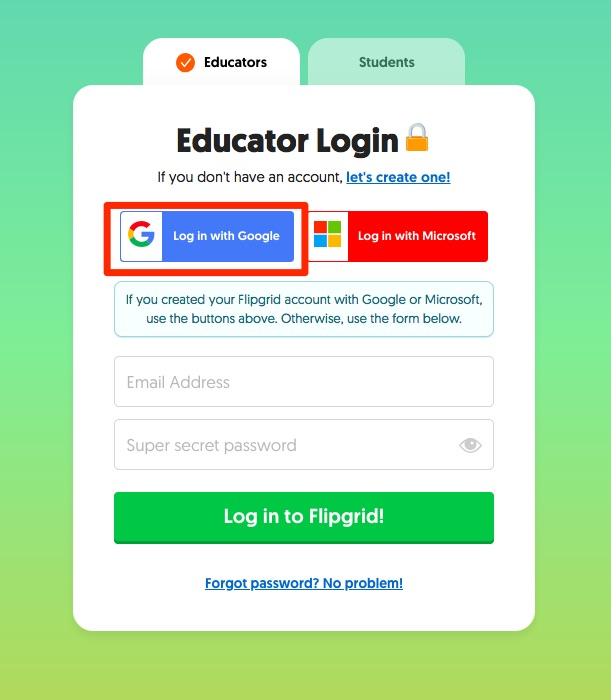 Educators
Students
Educator Login
If you don't have an account, let's create one!
Log in with Google
Log in with Microsoft
If you created your Flipgrid account with Google or Microsoft,
use the buttons above. Otherwise, use the form below.
Email Address
Super secret password
Log in to Flipgrid!
Forgot password? No problem!